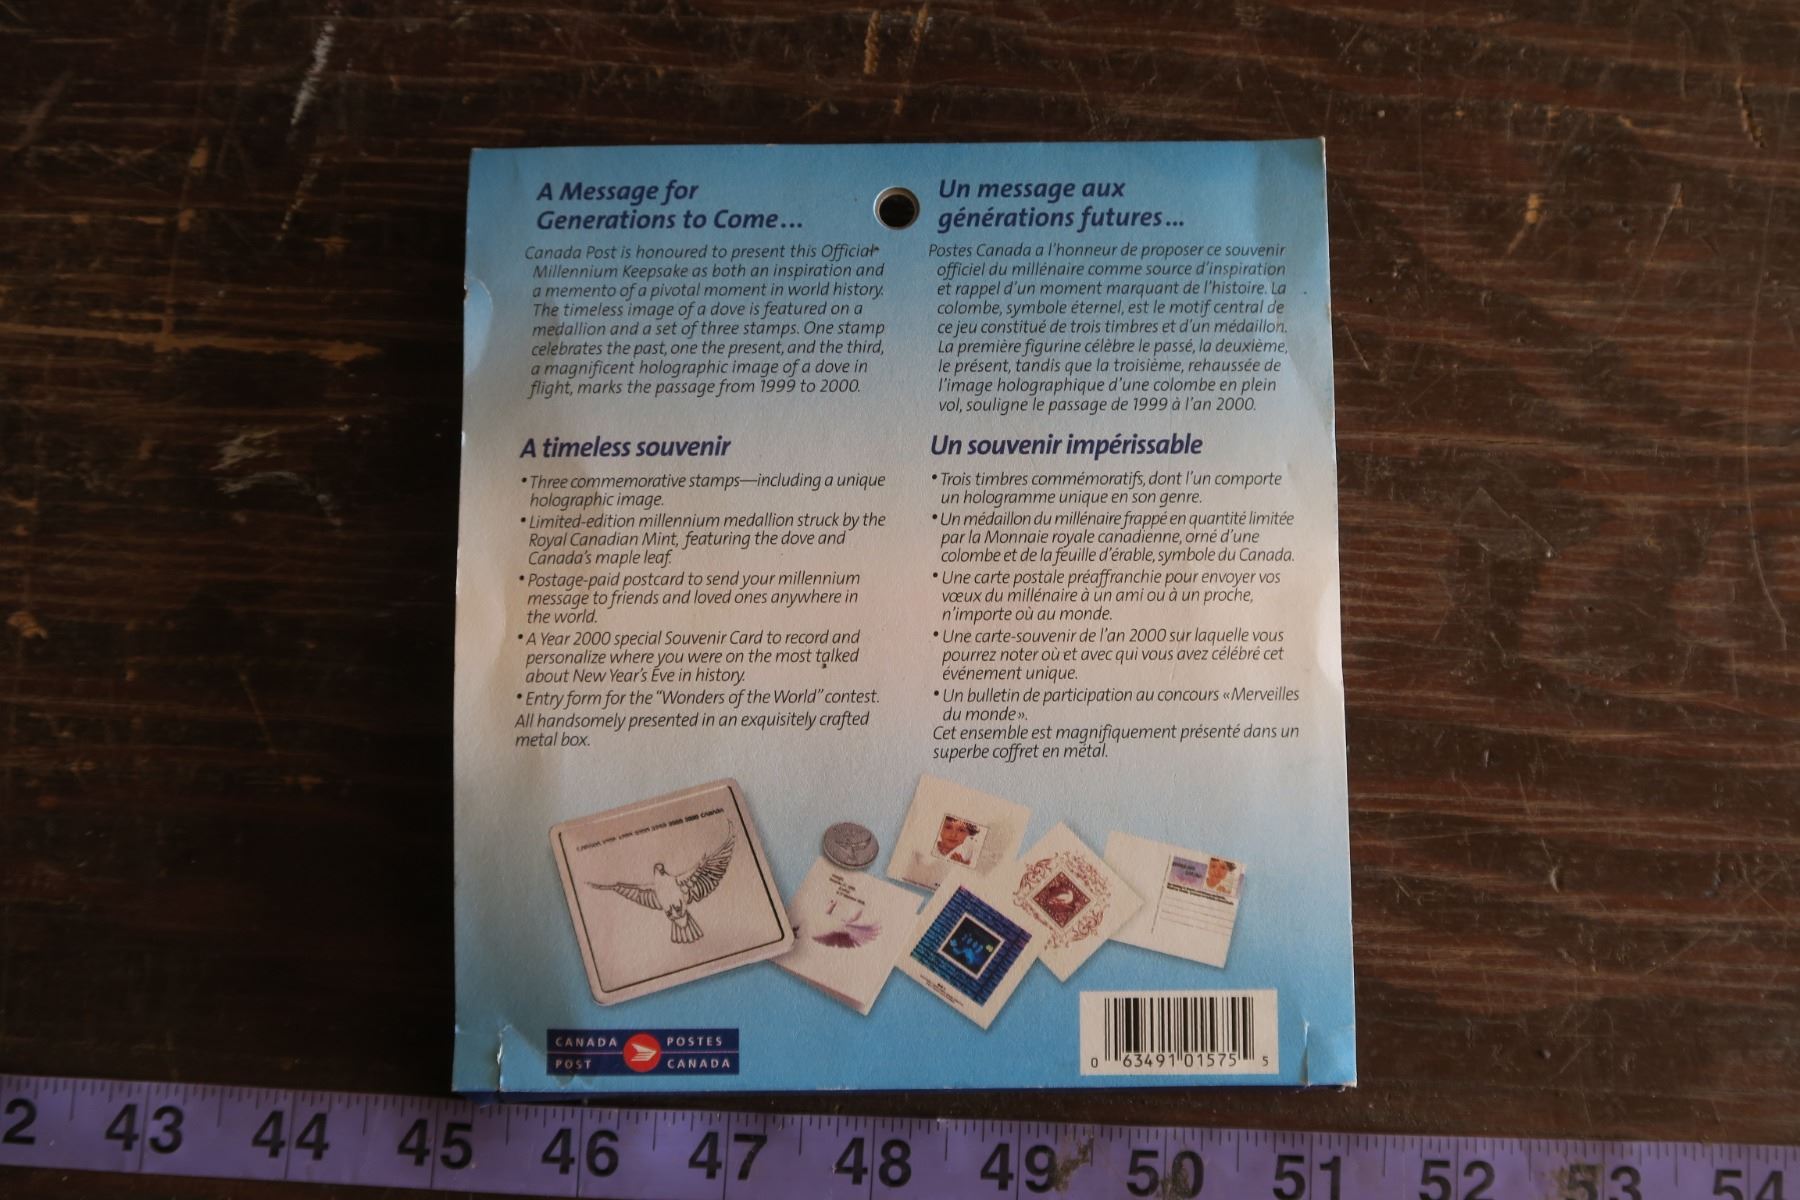 A Message for
Generations to Come...
Canada Post is honoured to present this Official
Millennium Keepsake as both an inspiration and
a memento of a pivotal moment in world history.
The timeless image of a dove is featured on a
medallion and a set of three stamps. One stamp
celebrates the past, one the present, and the third,
a magnificent holographic image of a dove in
flight, marks the passage from 1999 to 2000.
A timeless souvenir
• Three commemorative stamps—including a unique
holographic image.
• Limited-edition millennium medallion struck by the
Royal Canadian Mint, featuring the dove and
Canada's maple leaf.
• Postage-paid postcard to send your millennium
message to friends and loved ones anywhere in
the world.
• A Year 2000 special Souvenir Card to record and
personalize where you were on the most talked
about New Year's Eve in history.
• Entry form for the "Wonders of the World" contest.
All handsomely presented in an exquisitely crafted
metal box.
Un message aux
générations futures...
Postes Canada a l'honneur de proposer ce souvenir
officiel du millénaire comme source d'inspiration
et rappel d'un moment marquant de l'histoire. La
colombe, symbole éternel, est le motif central de
ce jeu constitué de trois timbres et d'un médaillon.
La première figurine célèbre le passé, la deuxième,
le présent, tandis que la troisième, rehaussée de
l'image holographique d'une colombe en plein
vol, souligne le passage de 1999 à l'an 2000.
Un souvenir impérissable
• Trois timbres commémoratifs, dont l'un comporte
un hologramme unique en son genre.
• Un médaillon du millénaire frappé en quantité limitée
par la Monnaie royale canadienne, orné d'une
colombe et de la feuille d'érable, symbole du Canada.
• Une carte postale préaffranchie pour envoyer vos
vœux du millénaire à un ami ou à un proche,
n'importe où au monde.
• Une carte-souvenir de l'an 2000 sur laquelle vous
pourrez noter où et avec qui vous avez célébré cet
événement unique.
• Un bulletin de participation au concours «Merveilles
du monde».
Cet ensemble est magnifiquement présenté dans un
superbe coffret en métal.
CANADA POSTES
POST CANADA
0 63491 01575 5
2 43 44 45 46 47 48 49 50 51 52 53 54